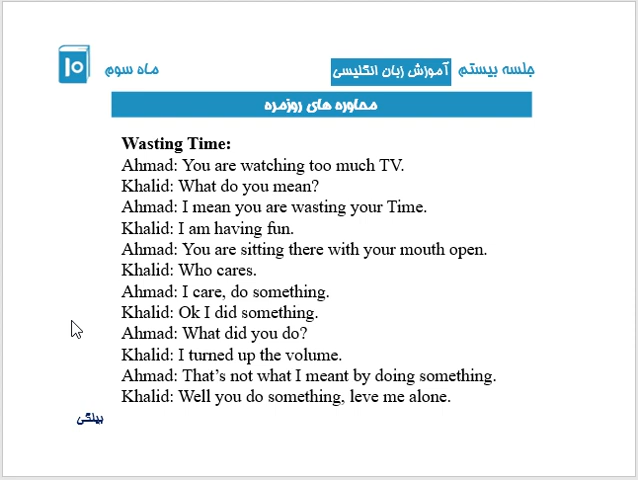 جلسه بیستم آموزش زبان انگلیسی ماه سوم ۱۵
محاوره های روزمره
Wasting Time:
Ahmad: You are watching too much TV.
Khalid: What do you mean?
Ahmad: I mean you are wasting your Time.
Khalid: I am having fun.
Ahmad: You are sitting there with your mouth open.
Khalid: Who cares.
Ahmad: I care, do something.
Khalid: Ok I did something.
Ahmad: What did you do?
Khalid: I turned up the volume.
Ahmad: That’s not what I meant by doing something.
Khalid: Well you do something, leve me alone.
بیلگی